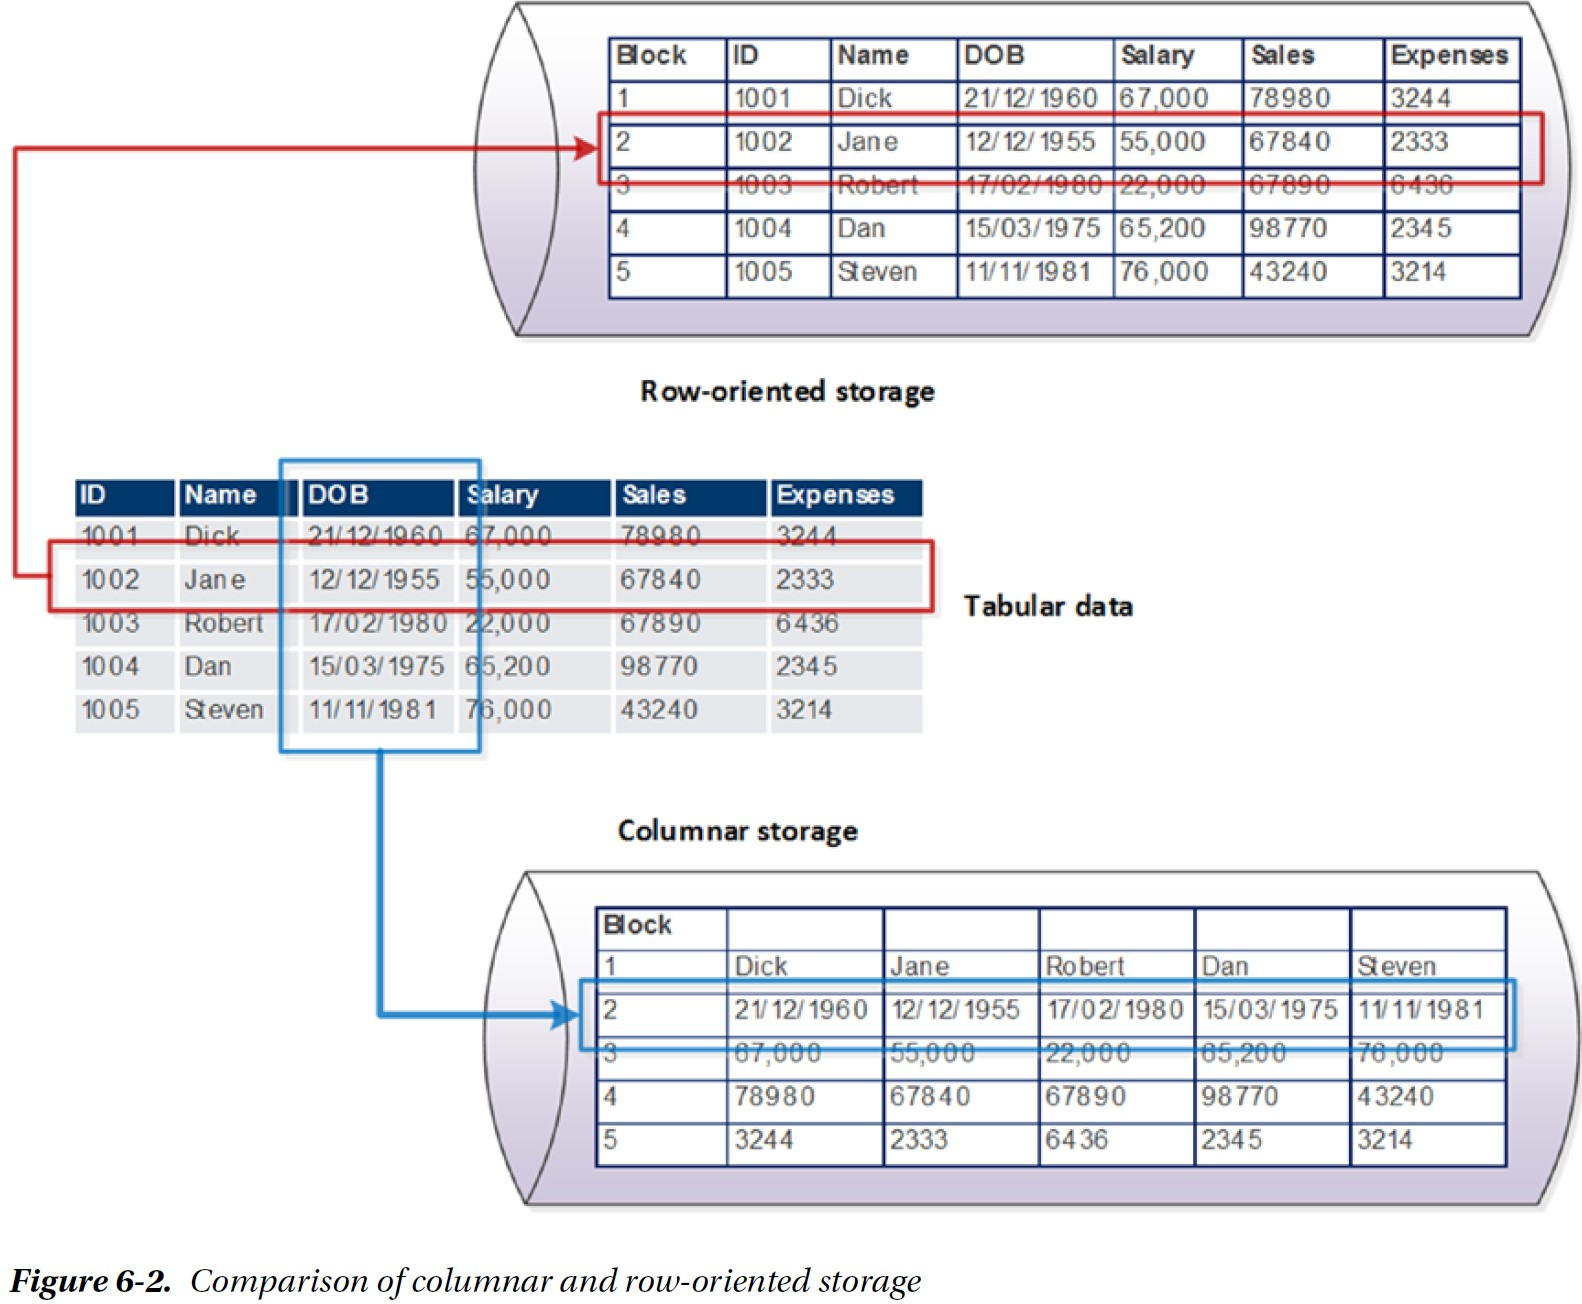 Block ID Name DOB Salary Sales Expenses
1 1001 Dick 21/12/1960 67,000 78980 3244
2 1002 Jane 12/12/1955 55,000 67840 2333
3 1003 Robert 17/02/1980 22,000 67890 6436
4 1004 Dan 15/03/1975 65,200 98770 2345
5 1005 Steven 11/11/1981 76,000 43240 3214
Row-oriented storage
ID Name DOB Salary Sales Expenses
1001 Dick 21/12/1960 67,000 78980 3244
1002 Jane 12/12/1955 55,000 67840 2333
1003 Robert 17/02/1980 22,000 67890 6436
1004 Dan 15/03/1975 65,200 98770 2345
1005 Steven 11/11/1981 76,000 43240 3214
Tabular data
Columnar storage
Block
1 Dick Jane Robert Dan Steven
2 21/12/1960 12/12/1955 17/02/1980 15/03/1975 11/11/1981
3 67,000 55,000 22,000 65,200 76,000
4 78980 67840 67890 98770 43240
5 3244 2333 6436 2345 3214
Figure 6-2. Comparison of columnar and row-oriented storage